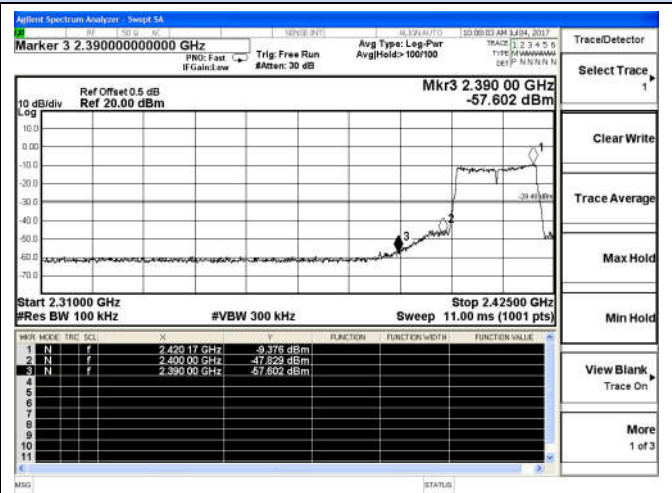 Agilent Spectrum Analyzer - Swept SA
RF 50 Ω AC SENSE:INT ALIGN AUTO 10:08:03 AM Jul 04, 2017
Marker 3 2.390000000000 GHz
PNO: Fast
IFGain:Low
Trig: Free Run
#Atten: 30 dB
Avg Type: Log-Pwr
Avg|Hold:> 100/100
TRACE 1 2 3 4 5 6
TYPE
DET P N N N N N
Trace/Detector
Select Trace
1
Clear Write
Trace Average
Max Hold
Min Hold
View Blank
Trace On
More
1 of 3
Ref Offset 0.5 dB
Ref 20.00 dBm
10 dB/div
Log
Mkr3 2.390 00 GHz
-57.602 dBm
10.0
0.00
-10.0
-20.0
-30.0
-40.0
-50.0
-60.0
-70.0
1
2
3
Start 2.31000 GHz
Stop 2.42500 GHz
#Res BW 100 kHz
#VBW 300 kHz
Sweep 11.00 ms (1001 pts)
MKR MODE TRC SCL X Y FUNCTION FUNCTION WIDTH FUNCTION VALUE
1 N f 2.420 17 GHz -9.376 dBm
2 N f 2.400 00 GHz -47.829 dBm
3 N f 2.390 00 GHz -57.602 dBm
4
5
6
7
8
9
10
11
MSG
STATUS